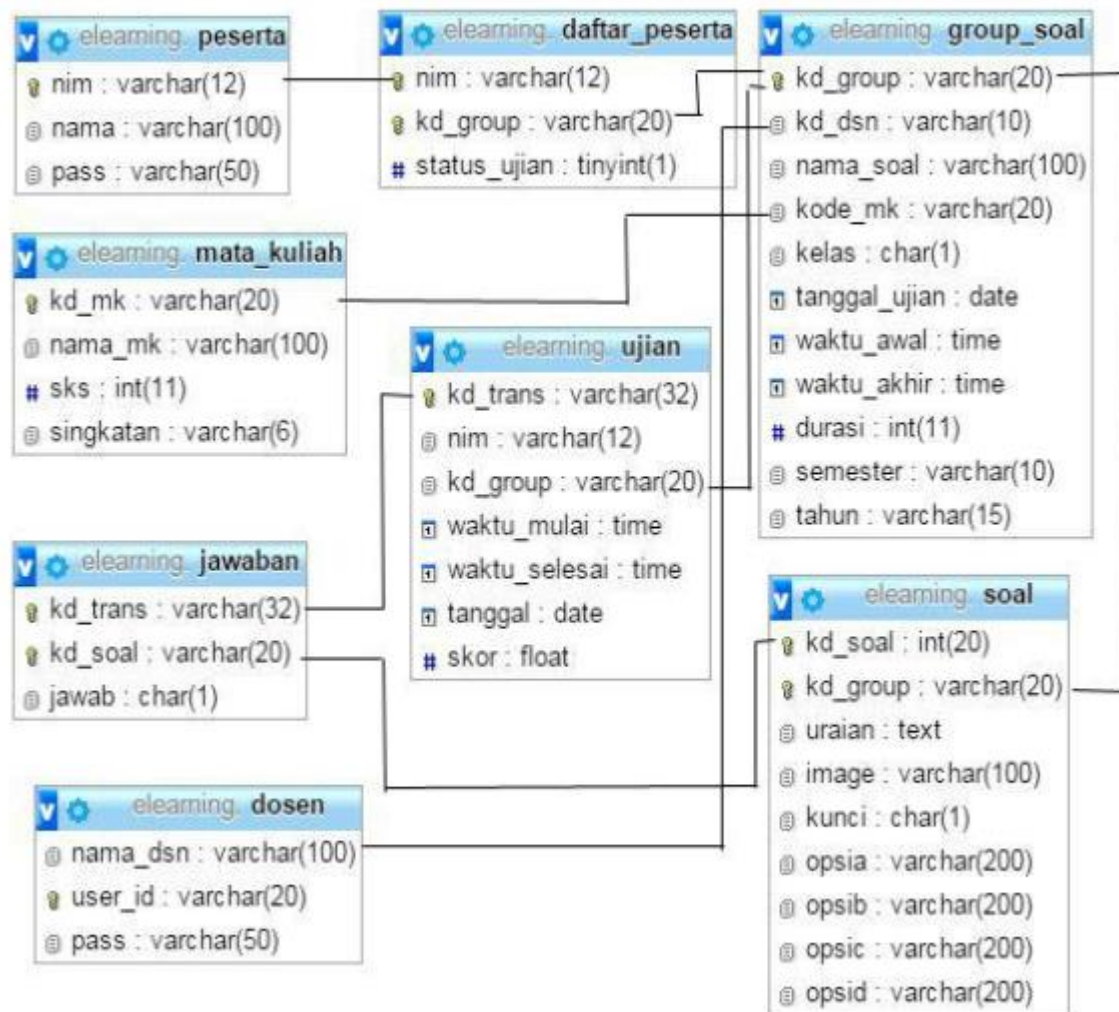 elearning. peserta
nim : varchar(12)
nama : varchar(100)
pass : varchar(50)
elearning. daftar_peserta
nim : varchar(12)
kd_group : varchar(20)
# status_ujian : tinyint(1)
elearning. group_soal
kd_group : varchar(20)
kd_dsn : varchar(10)
nama_soal : varchar(100)
kode_mk : varchar(20)
kelas : char(1)
tanggal_ujian : date
waktu_awal : time
waktu_akhir : time
# durasi : int(11)
semester : varchar(10)
tahun : varchar(15)
elearning. mata_kuliah
kd_mk : varchar(20)
nama_mk : varchar(100)
# sks : int(11)
singkatan : varchar(6)
elearning. ujian
kd_trans : varchar(32)
nim : varchar(12)
kd_group : varchar(20)
waktu_mulai : time
waktu_selesai : time
tanggal : date
# skor : float
elearning. jawaban
kd_trans : varchar(32)
kd_soal : varchar(20)
jawab : char(1)
elearning. soal
kd_soal : int(20)
kd_group : varchar(20)
uraian : text
image : varchar(100)
kunci : char(1)
opsia : varchar(200)
opsib : varchar(200)
opsic : varchar(200)
opsid : varchar(200)
elearning. dosen
nama_dsn : varchar(100)
user_id : varchar(20)
pass : varchar(50)